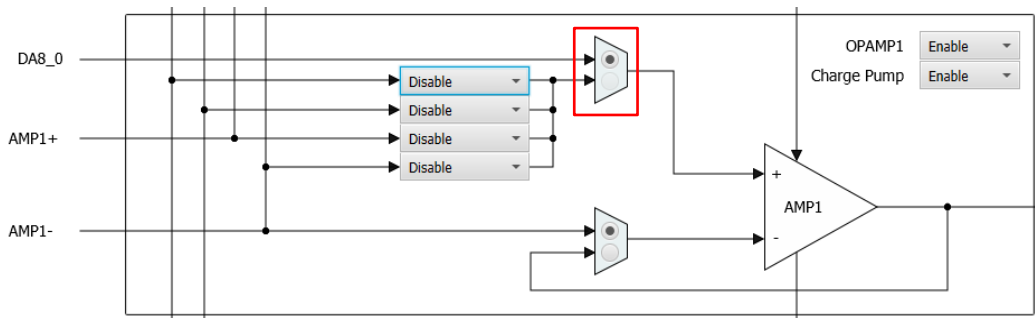 DA8_0
OPAMP1 Enable
Charge Pump Enable
Disable
Disable
AMP1+
Disable
Disable
+
AMP1
AMP1-
-